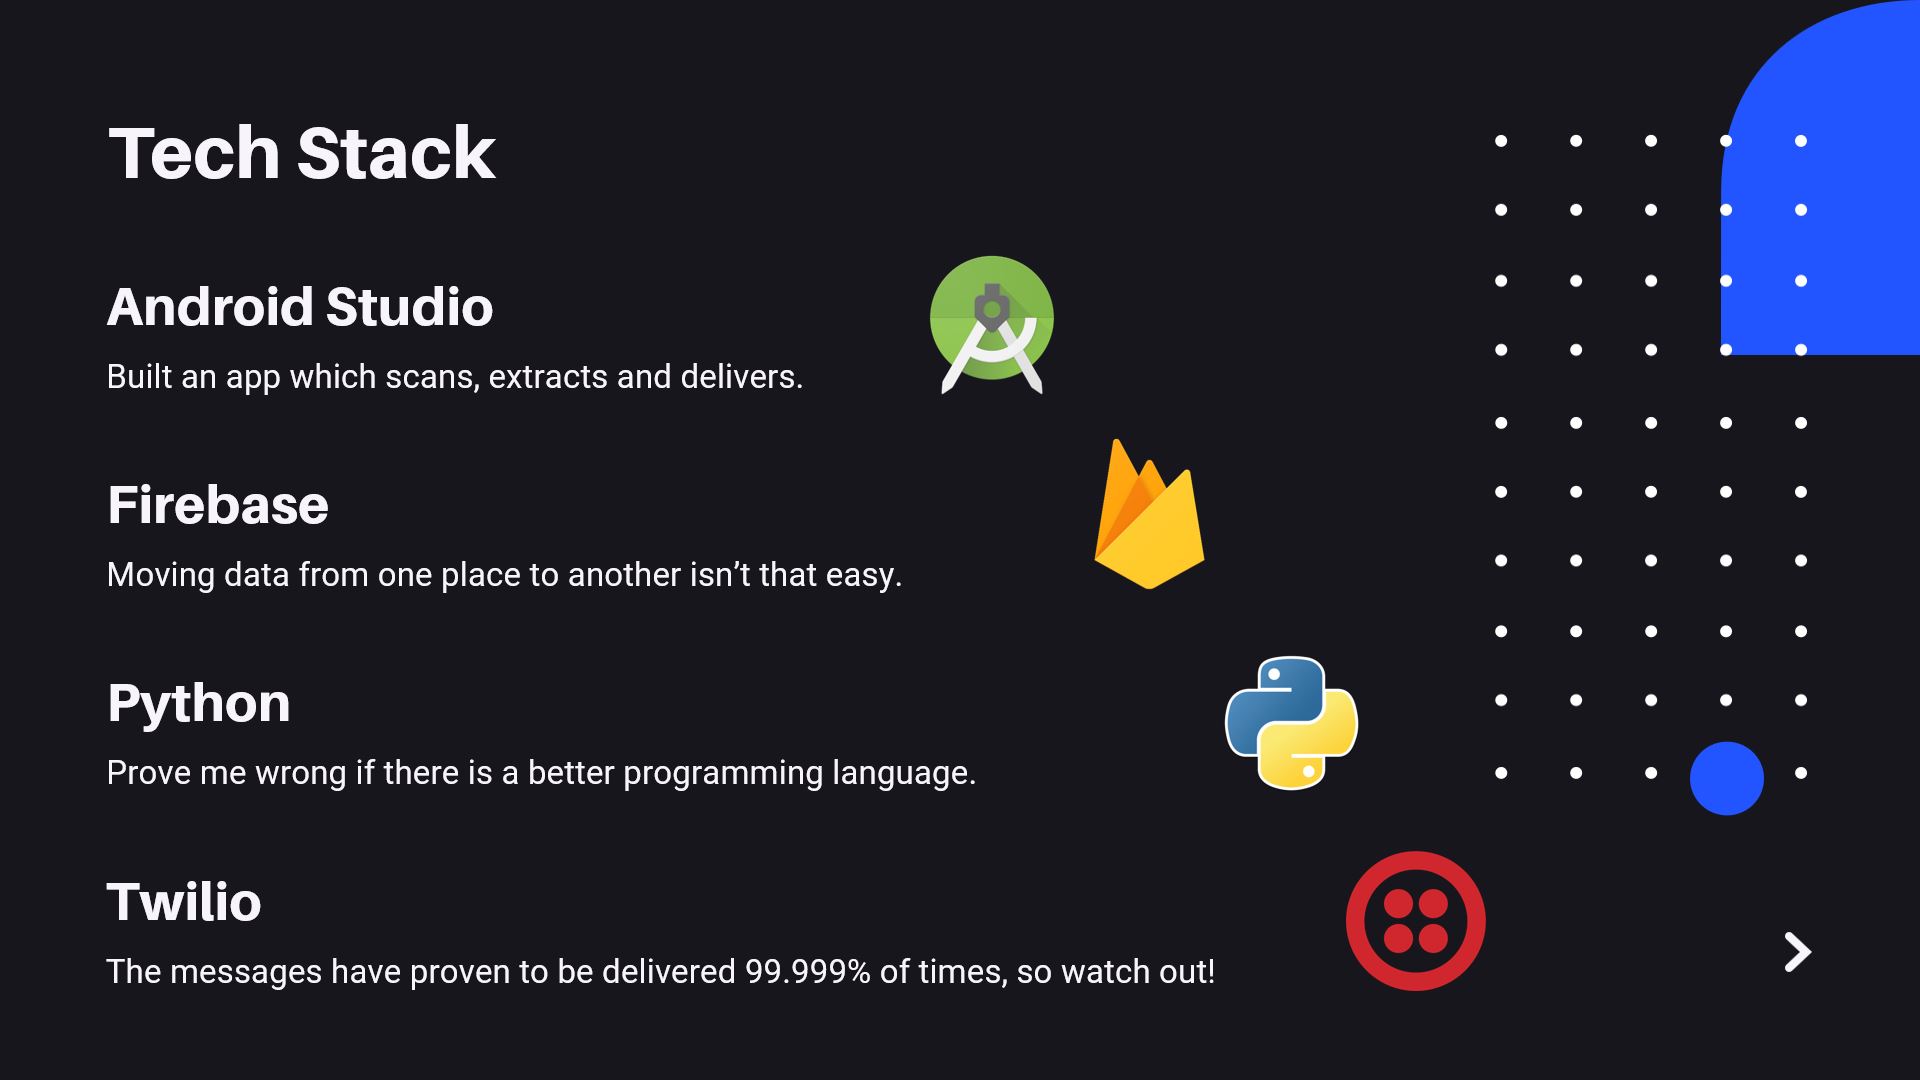 Tech Stack
Android Studio
Built an app which scans, extracts and delivers.
Firebase
Moving data from one place to another isn’t that easy.
Python
Prove me wrong if there is a better programming language.
Twilio
The messages have proven to be delivered 99.999% of times, so watch out!